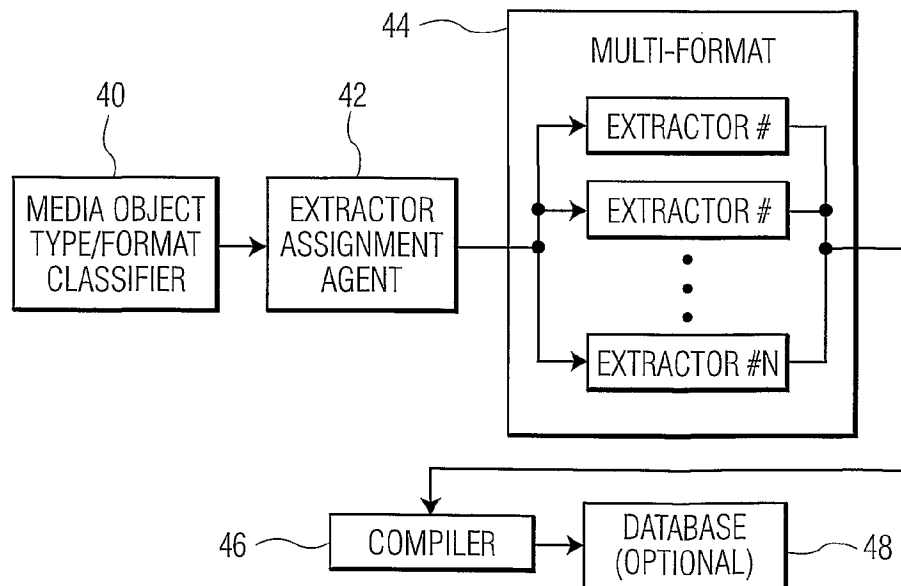 44
MULTI-FORMAT
40
42
EXTRACTOR #
MEDIA OBJECT
TYPE/FORMAT
CLASSIFIER
EXTRACTOR
ASSIGNMENT
AGENT
EXTRACTOR #
EXTRACTOR #N
46
COMPILER
DATABASE
(OPTIONAL)
48